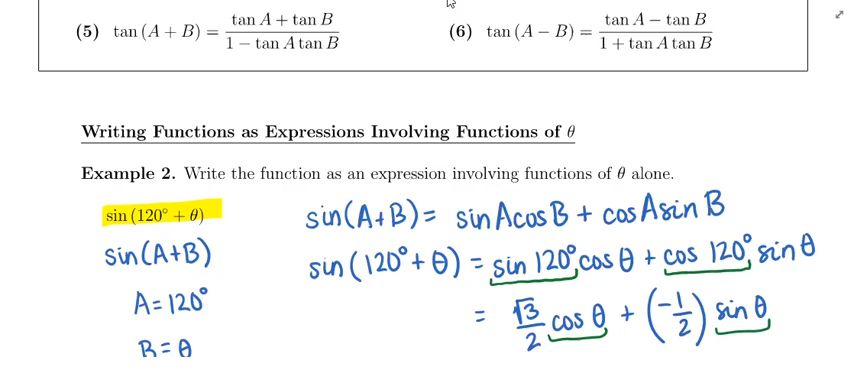 (5) tan (A + B) = (tan A + tan B)/(1 − tan A tan B) (6) tan (A − B) = (tan A − tan B)/(1 + tan A tan B)
Writing Functions as Expressions Involving Functions of θ
Example 2. Write the function as an expression involving functions of θ alone.
sin (120° + θ)
sin(A+B)
A = 120°
B = θ
sin(A+B) = sin A cos B + cos A sin B
sin(120° + θ) = sin 120° cos θ + cos 120° sin θ
= √3/2 cos θ + (−1/2) sin θ